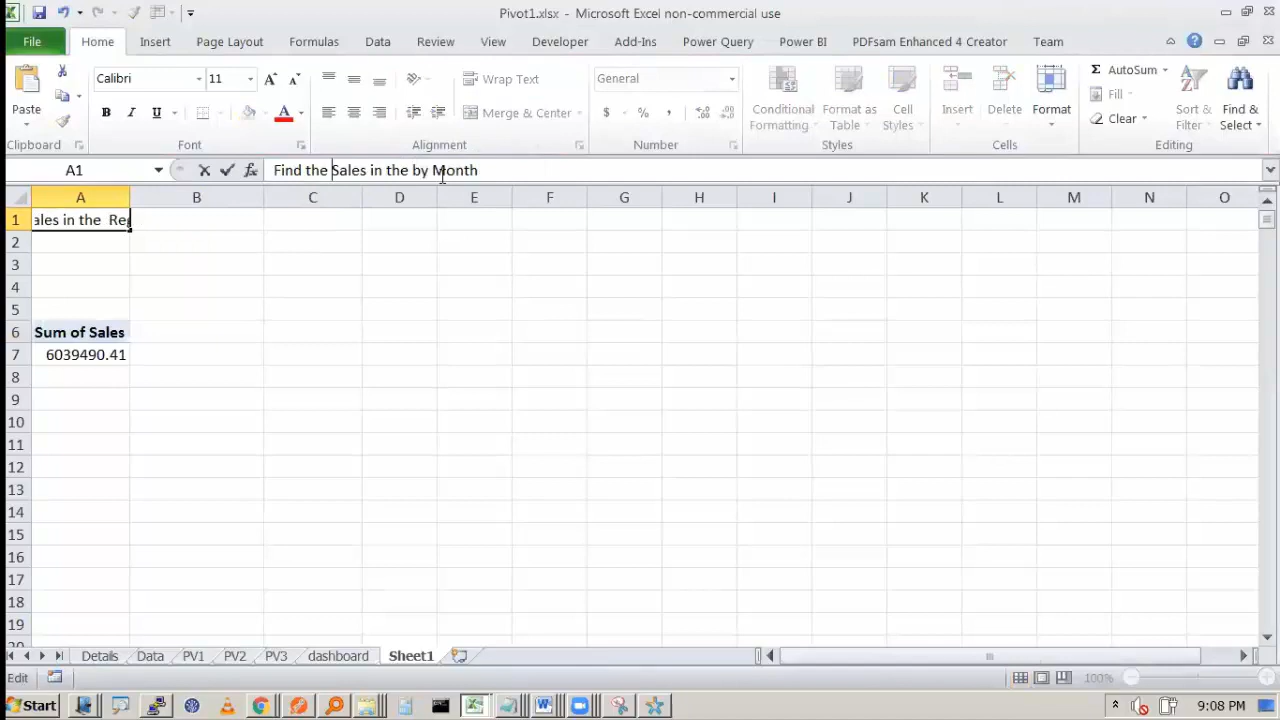 Pivot1.xlsx - Microsoft Excel non-commercial use
File Home Insert Page Layout Formulas Data Review View Developer Add-Ins Power Query Power BI PDFsam Enhanced 4 Creator Team
Paste
Calibri 11
Wrap Text
General
Conditional Formatting
Format as Table
Cell Styles
Insert
Delete
Format
AutoSum
Fill
Clear
Sort & Filter
Find & Select
B I U A
Merge & Center
$ % ,
Clipboard Font Alignment Number Styles Cells Editing
A1 fx Find the Sales in the by Month
A B C D E F G H I J K L M N O
1 ales in the Reg
2
3
4
5
6 Sum of Sales
7 6039490.41
8
9
10
11
12
13
14
15
16
17
18
19
20
Details Data PV1 PV2 PV3 dashboard Sheet1
Edit 100%
Start 9:08 PM